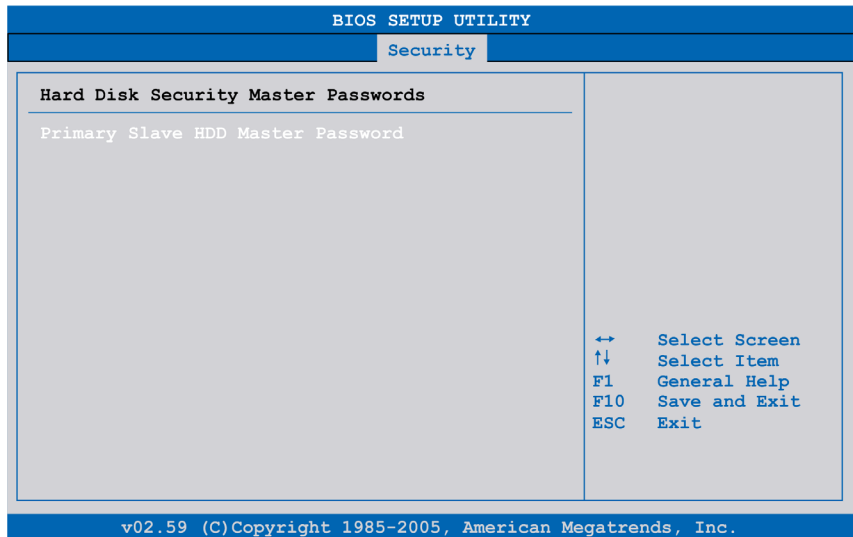 BIOS SETUP UTILITY
Security
Hard Disk Security Master Passwords
Primary Slave HDD Master Password
↔ Select Screen
↑↓ Select Item
F1 General Help
F10 Save and Exit
ESC Exit
v02.59 (C)Copyright 1985-2005, American Megatrends, Inc.